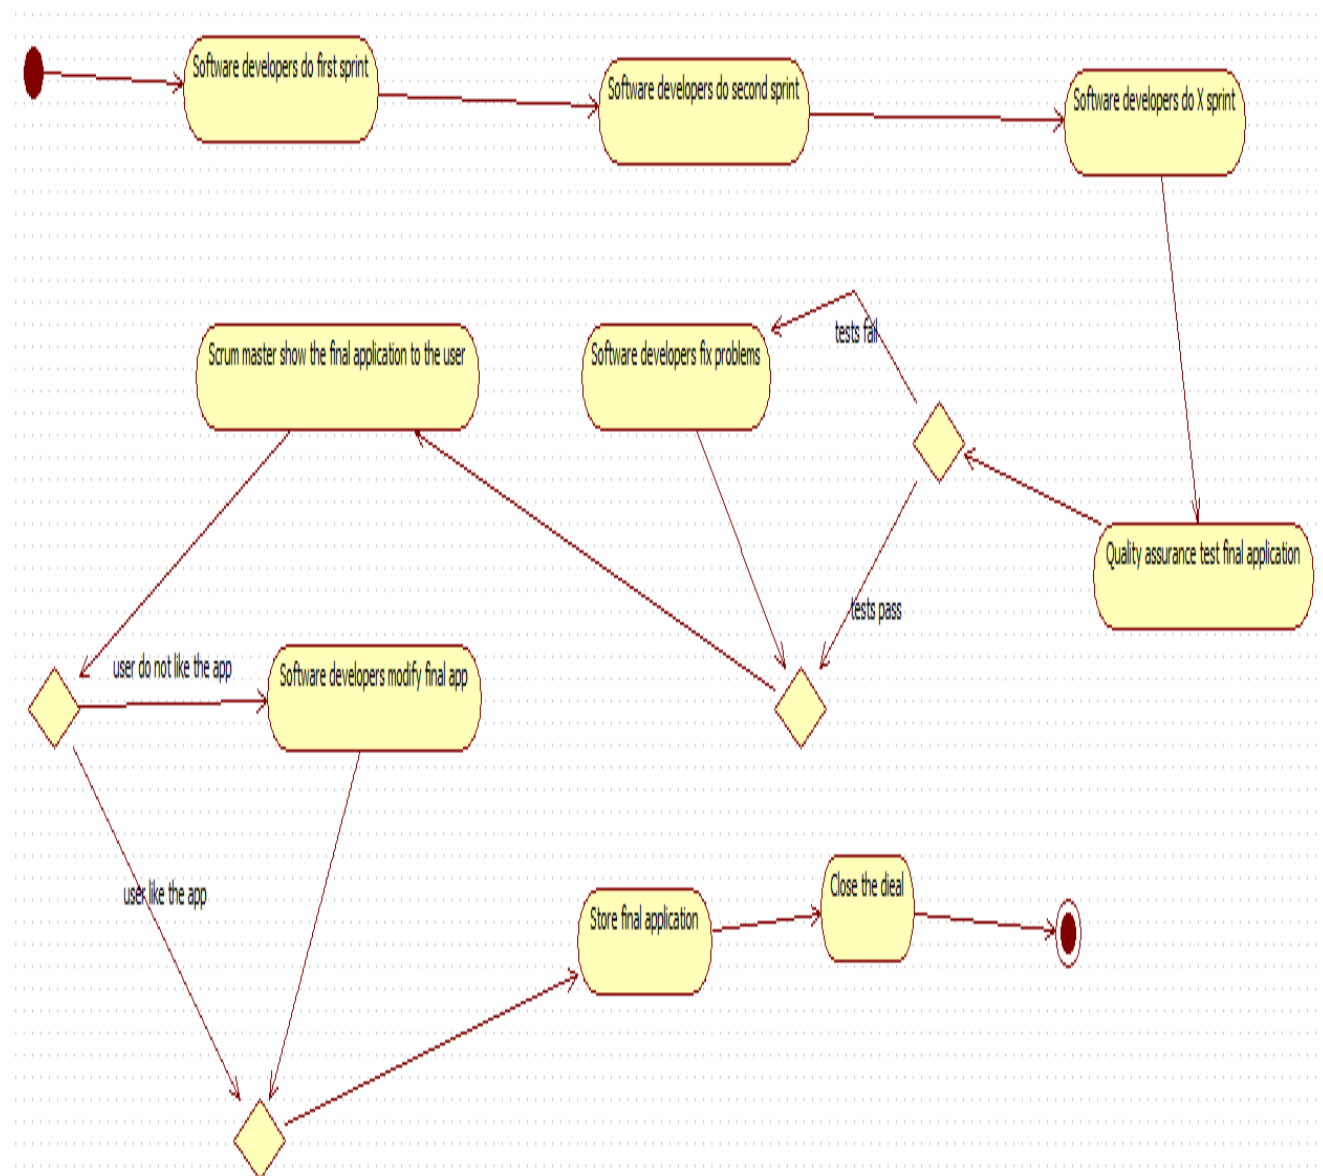 Software developers do first sprint
Software developers do second sprint
Software developers do X sprint
Scrum master show the final application to the user
Software developers fix problems
tests fail
Quality assurance test final application
tests pass
user do not like the app
Software developers modify final app
user like the app
Store final application
Close the dieal